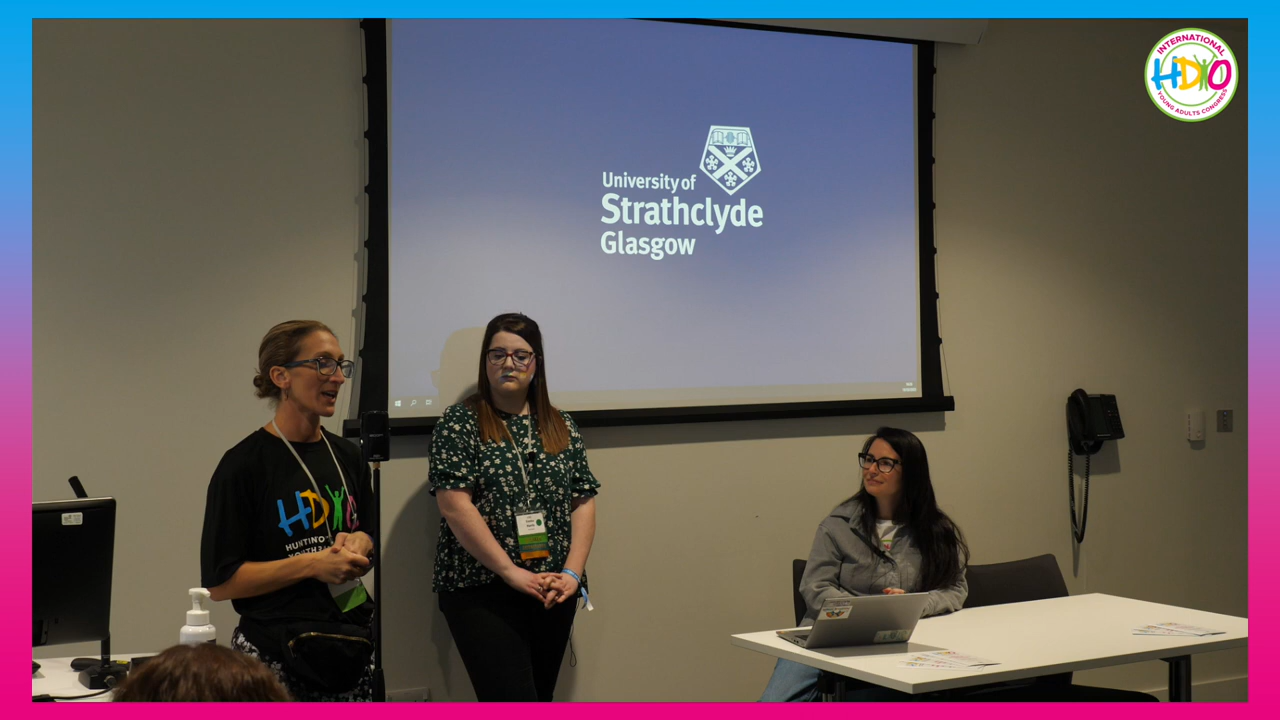 INTERNATIONAL
HDYO
YOUNG ADULTS CONGRESS
University of
Strathclyde
Glasgow
HDYO